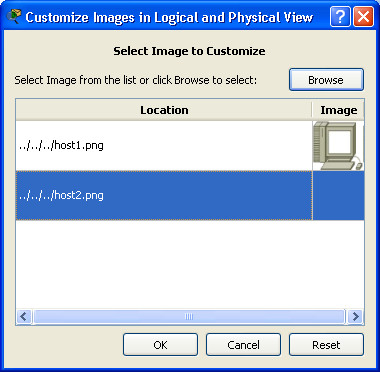 Customize Images in Logical and Physical View
Select Image to Customize
Select Image from the list or click Browse to select:
Browse
Location Image
../../../host1.png
../../../host2.png
OK Cancel Reset